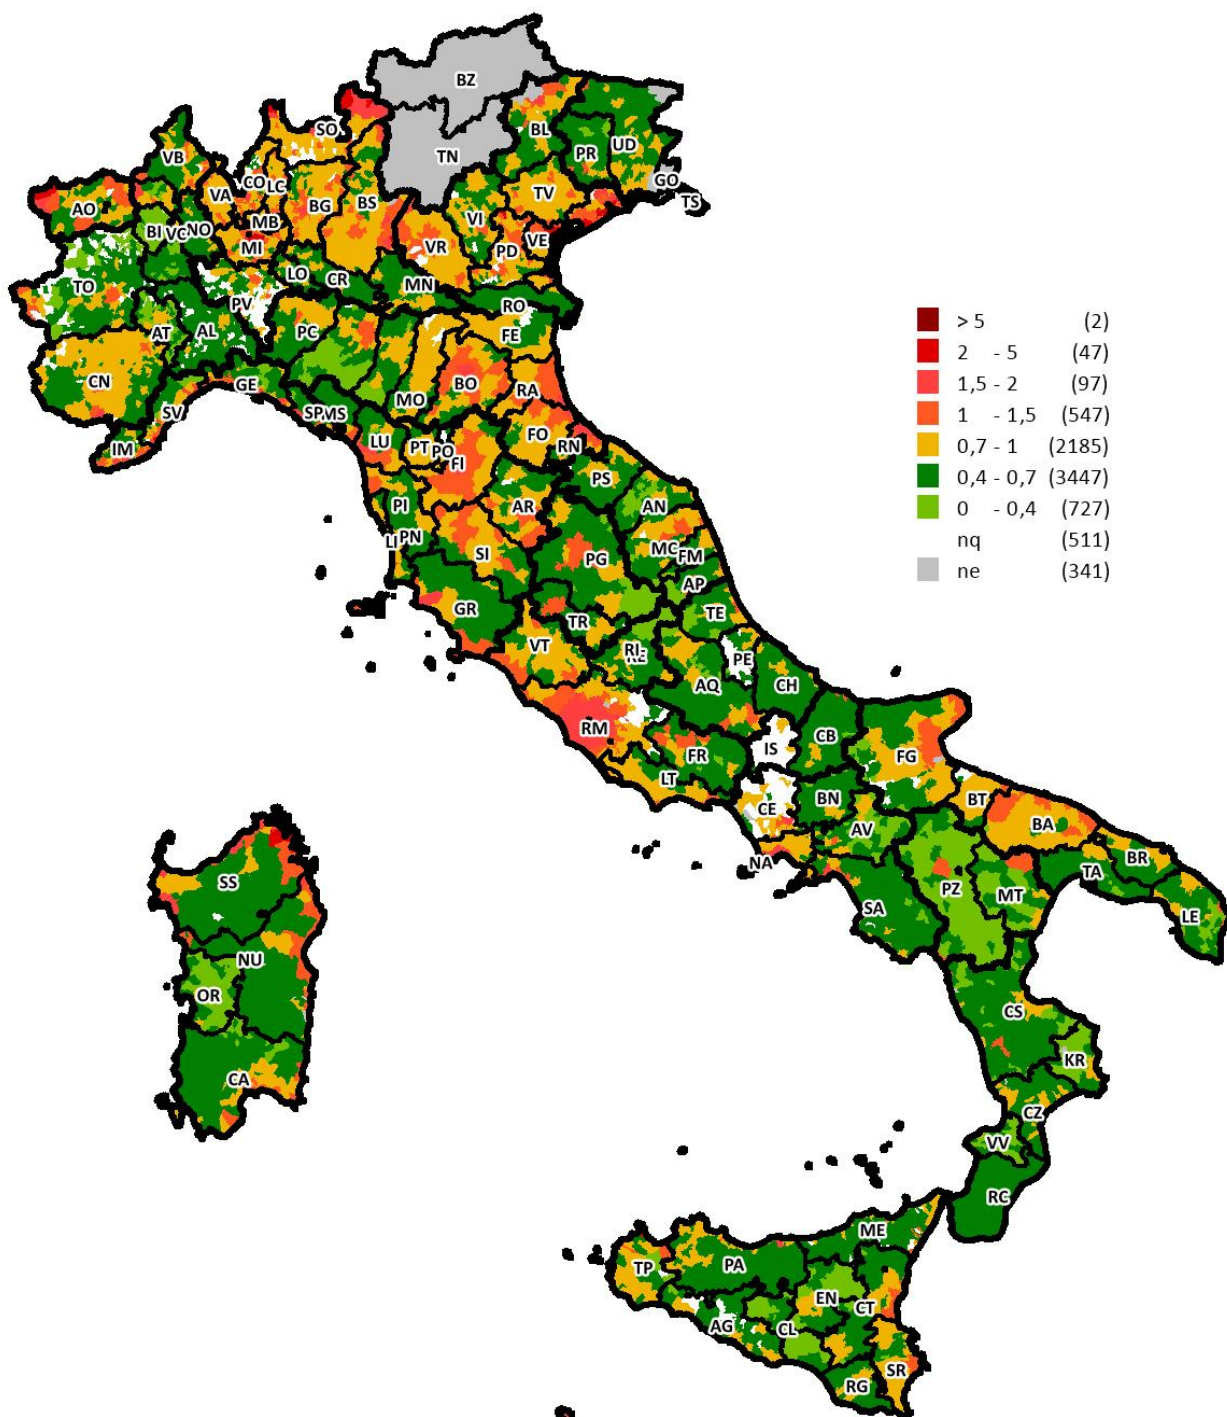 BZ
SO
TN
BL
PR
UD
GO
TS
VB
AO
VA
CO
LC
BG
BS
TV
BI
VC
NO
MB
MI
VI
VR
PD
VE
TO
LO
CR
MN
RO
PV
AT
AL
PC
FE
CN
GE
BO
MO
RA
SV
SP
MS
IM
LU
PT
PO
FI
FO
RN
PS
PI
AR
AN
LI
PN
SI
PG
MC
FM
AP
GR
TR
TE
VT
RI
RE
PE
AQ
CH
RM
FR
IS
CB
FG
LT
CE
BN
BT
AV
BA
NA
BR
TA
SS
PZ
MT
SA
LE
NU
OR
CS
CA
KR
CZ
VV
RC
ME
TP
PA
EN
CT
AG
CL
SR
RG
> 5 (2)
2 - 5 (47)
1,5 - 2 (97)
1 - 1,5 (547)
0,7 - 1 (2185)
0,4 - 0,7 (3447)
0 - 0,4 (727)
nq (511)
ne (341)